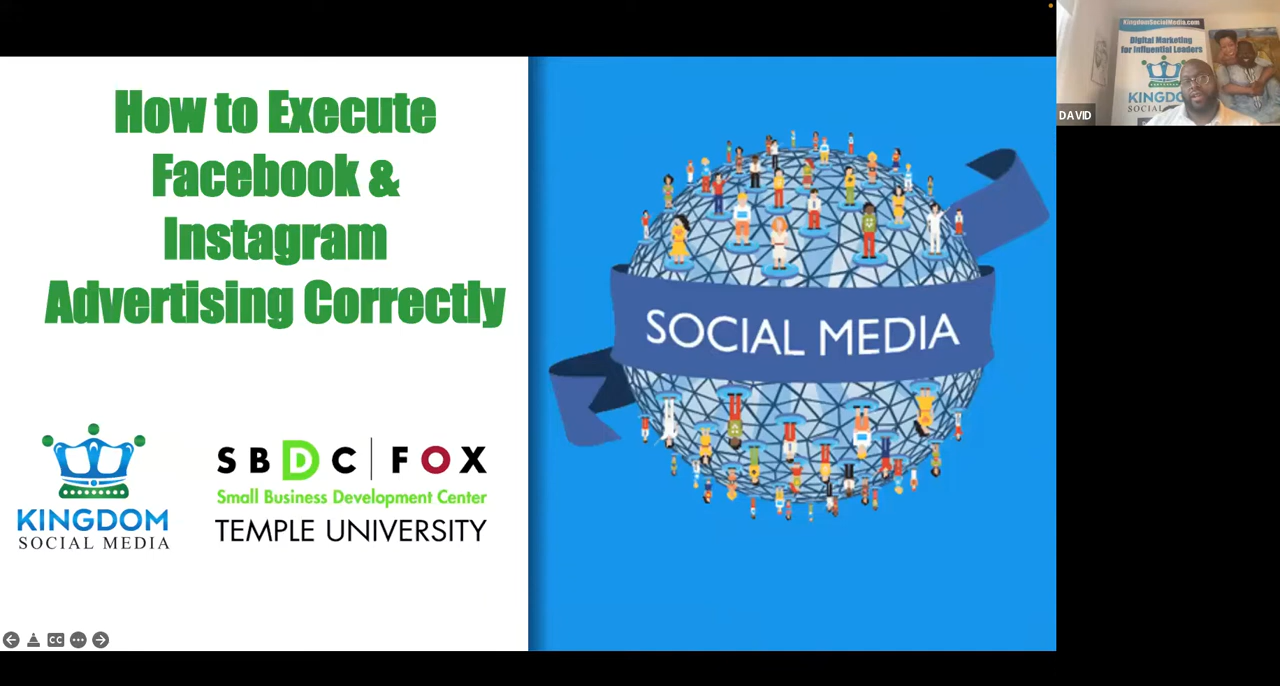 How to Execute
Facebook &
Instagram
Advertising Correctly
KINGDOM
SOCIAL MEDIA
SBDC | FOX
Small Business Development Center
TEMPLE UNIVERSITY
CC
SOCIAL MEDIA
KingdomSocialMedia.com
Digital Marketing
for Influential Leaders
DAVID